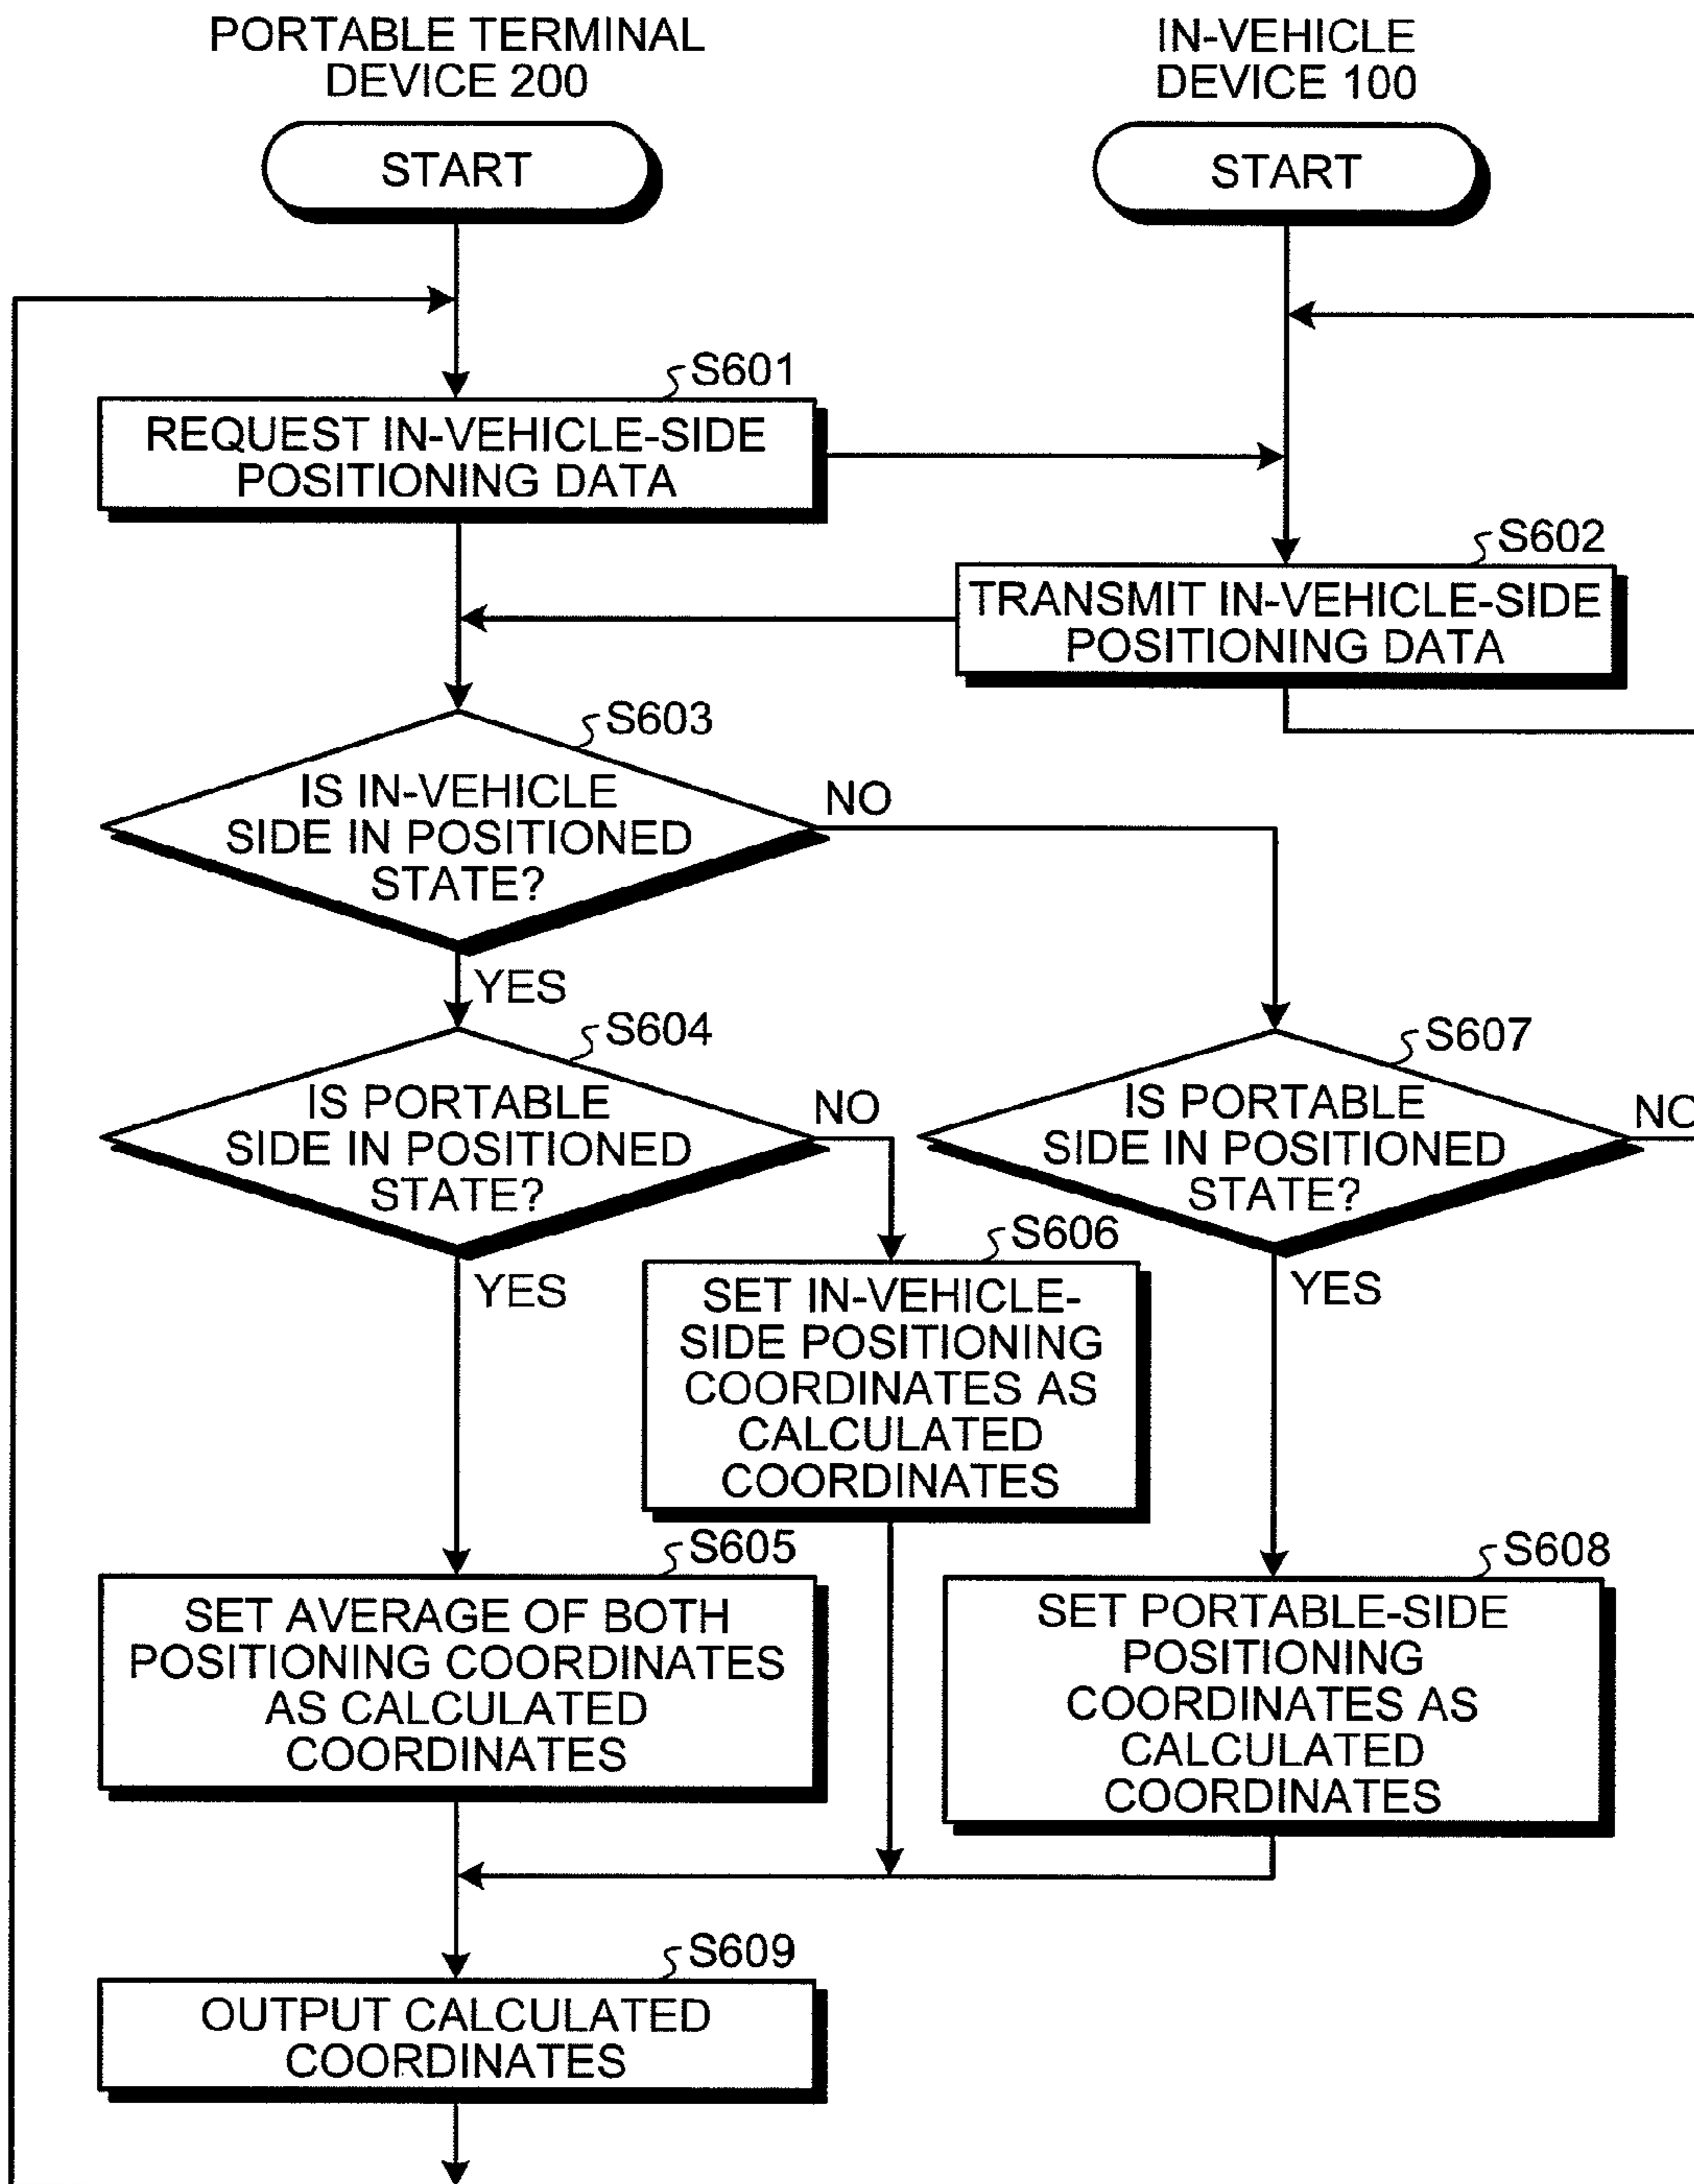 PORTABLE TERMINAL
DEVICE 200
IN-VEHICLE
DEVICE 100
START
START
S601
REQUEST IN-VEHICLE-SIDE
POSITIONING DATA
S602
TRANSMIT IN-VEHICLE-SIDE
POSITIONING DATA
S603
IS IN-VEHICLE
SIDE IN POSITIONED
STATE?
NO
YES
S604
IS PORTABLE
SIDE IN POSITIONED
STATE?
NO
YES
S607
IS PORTABLE
SIDE IN POSITIONED
STATE?
NO
YES
S606
SET IN-VEHICLE-
SIDE POSITIONING
COORDINATES AS
CALCULATED
COORDINATES
S605
SET AVERAGE OF BOTH
POSITIONING COORDINATES
AS CALCULATED
COORDINATES
S608
SET PORTABLE-SIDE
POSITIONING
COORDINATES AS
CALCULATED
COORDINATES
S609
OUTPUT CALCULATED
COORDINATES